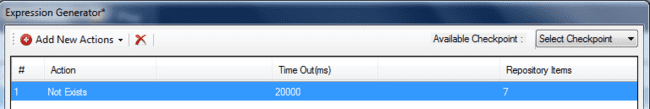 Expression Generator*
Add New Actions Available Checkpoint : Select Checkpoint
# Action Time Out(ms) Repository Items
1 Not Exists 20000 7